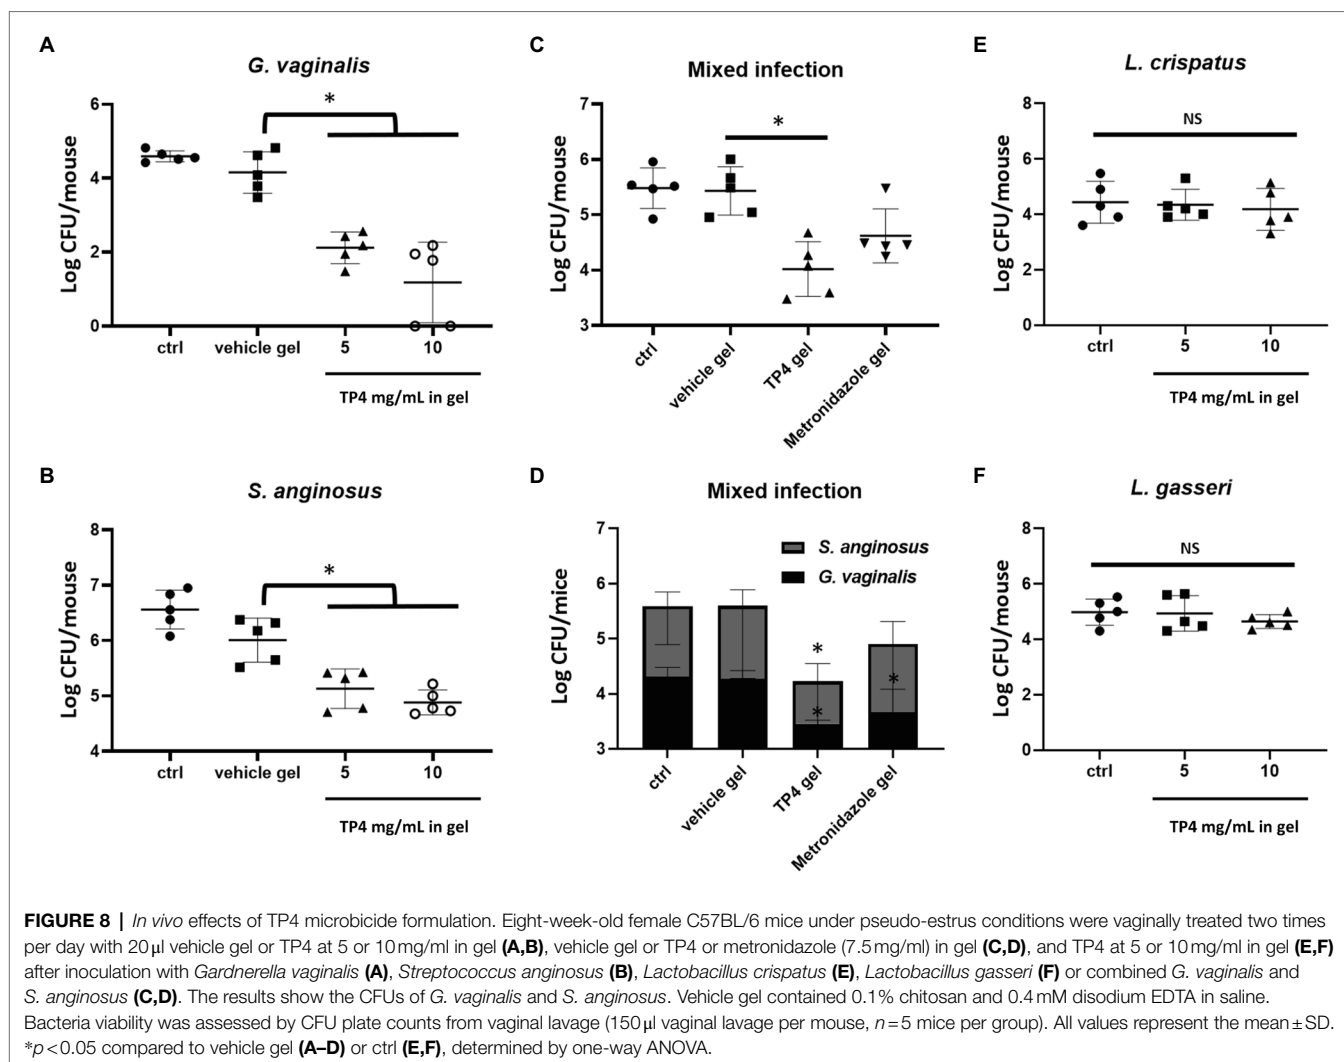 A
G. vaginalis
*
Log CFU/mouse
6
4
2
0
ctrl
vehicle gel
5
10
TP4 mg/mL in gel
C
Mixed infection
*
Log CFU/mouse
7
6
5
4
3
ctrl
vehicle gel
TP4 gel
Metronidazole gel
E
L. crispatus
NS
Log CFU/mouse
8
6
4
2
0
ctrl
5
10
TP4 mg/mL in gel
B
S. anginosus
*
Log CFU/mouse
8
7
6
5
4
ctrl
vehicle gel
5
10
TP4 mg/mL in gel
D
Mixed infection
S. anginosus
G. vaginalis
*
*
*
Log CFU/mice
7
6
5
4
3
ctrl
vehicle gel
TP4 gel
Metronidazole gel
F
L. gasseri
NS
Log CFU/mouse
8
6
4
2
0
ctrl
5
10
TP4 mg/mL in gel
FIGURE 8 | In vivo effects of TP4 microbicide formulation. Eight-week-old female C57BL/6 mice under pseudo-estrus conditions were vaginally treated two times
per day with 20 μl vehicle gel or TP4 at 5 or 10 mg/ml in gel (A,B), vehicle gel or TP4 or metronidazole (7.5 mg/ml) in gel (C,D), and TP4 at 5 or 10 mg/ml in gel (E,F)
after inoculation with Gardnerella vaginalis (A), Streptococcus anginosus (B), Lactobacillus crispatus (E), Lactobacillus gasseri (F) or combined G. vaginalis and
S. anginosus (C,D). The results show the CFUs of G. vaginalis and S. anginosus. Vehicle gel contained 0.1% chitosan and 0.4 mM disodium EDTA in saline.
Bacteria viability was assessed by CFU plate counts from vaginal lavage (150 μl vaginal lavage per mouse, n = 5 mice per group). All values represent the mean ± SD.
*p < 0.05 compared to vehicle gel (A–D) or ctrl (E,F), determined by one-way ANOVA.